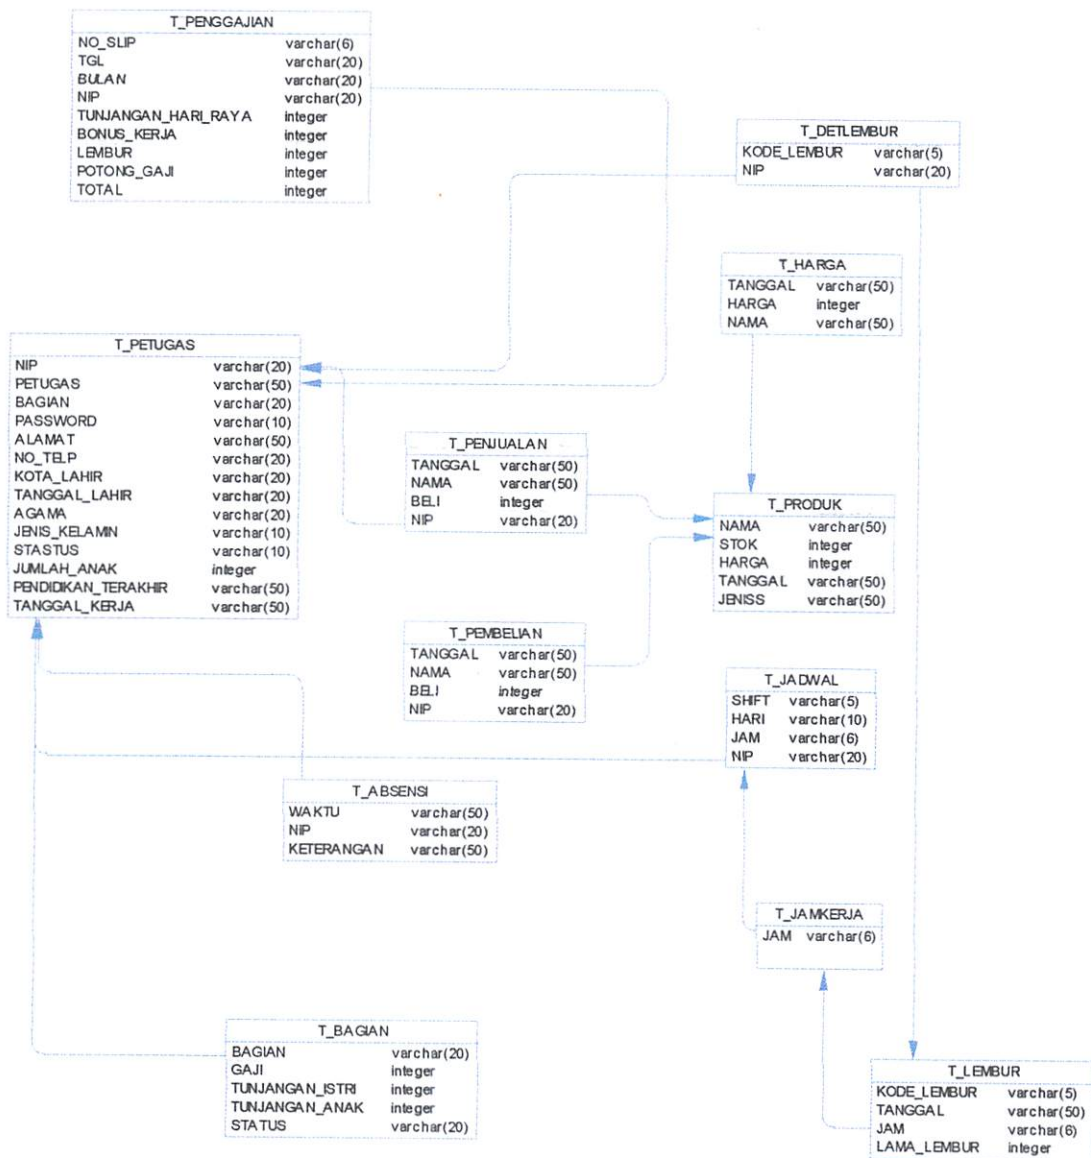 T_PENGGAJIAN
NO_SLIP varchar(6)
TGL varchar(20)
BULAN varchar(20)
NIP varchar(20)
TUNJANGAN_HARI_RAYA integer
BONUS_KERJA integer
LEMBUR integer
POTONG_GAJI integer
TOTAL integer
T_DETLEMBUR
KODE_LEMBUR varchar(5)
NIP varchar(20)
T_HARGA
TANGGAL varchar(50)
HARGA integer
NAMA varchar(50)
T_PETUGAS
NIP varchar(20)
PETUGAS varchar(50)
BAGIAN varchar(20)
PASSWORD varchar(10)
ALAMAT varchar(50)
NO_TELP varchar(20)
KOTA_LAHIR varchar(20)
TANGGAL_LAHIR varchar(20)
AGAMA varchar(20)
JENIS_KELAMIN varchar(10)
STASTUS varchar(10)
JUMLAH_ANAK integer
PENDIDIKAN_TERAKHIR varchar(50)
TANGGAL_KERJA varchar(50)
T_PENJUALAN
TANGGAL varchar(50)
NAMA varchar(50)
BELI integer
NIP varchar(20)
T_PRODUK
NAMA varchar(50)
STOK integer
HARGA integer
TANGGAL varchar(50)
JENISS varchar(50)
T_PEMBELIAN
TANGGAL varchar(50)
NAMA varchar(50)
BELI integer
NIP varchar(20)
T_JADWAL
SHIFT varchar(5)
HARI varchar(10)
JAM varchar(6)
NIP varchar(20)
T_ABSENSI
WAKTU varchar(50)
NIP varchar(20)
KETERANGAN varchar(50)
T_JAMKERJA
JAM varchar(6)
T_BAGIAN
BAGIAN varchar(20)
GAJI integer
TUNJANGAN_ISTRI integer
TUNJANGAN_ANAK integer
STATUS varchar(20)
T_LEMBUR
KODE_LEMBUR varchar(5)
TANGGAL varchar(50)
JAM varchar(6)
LAMA_LEMBUR integer